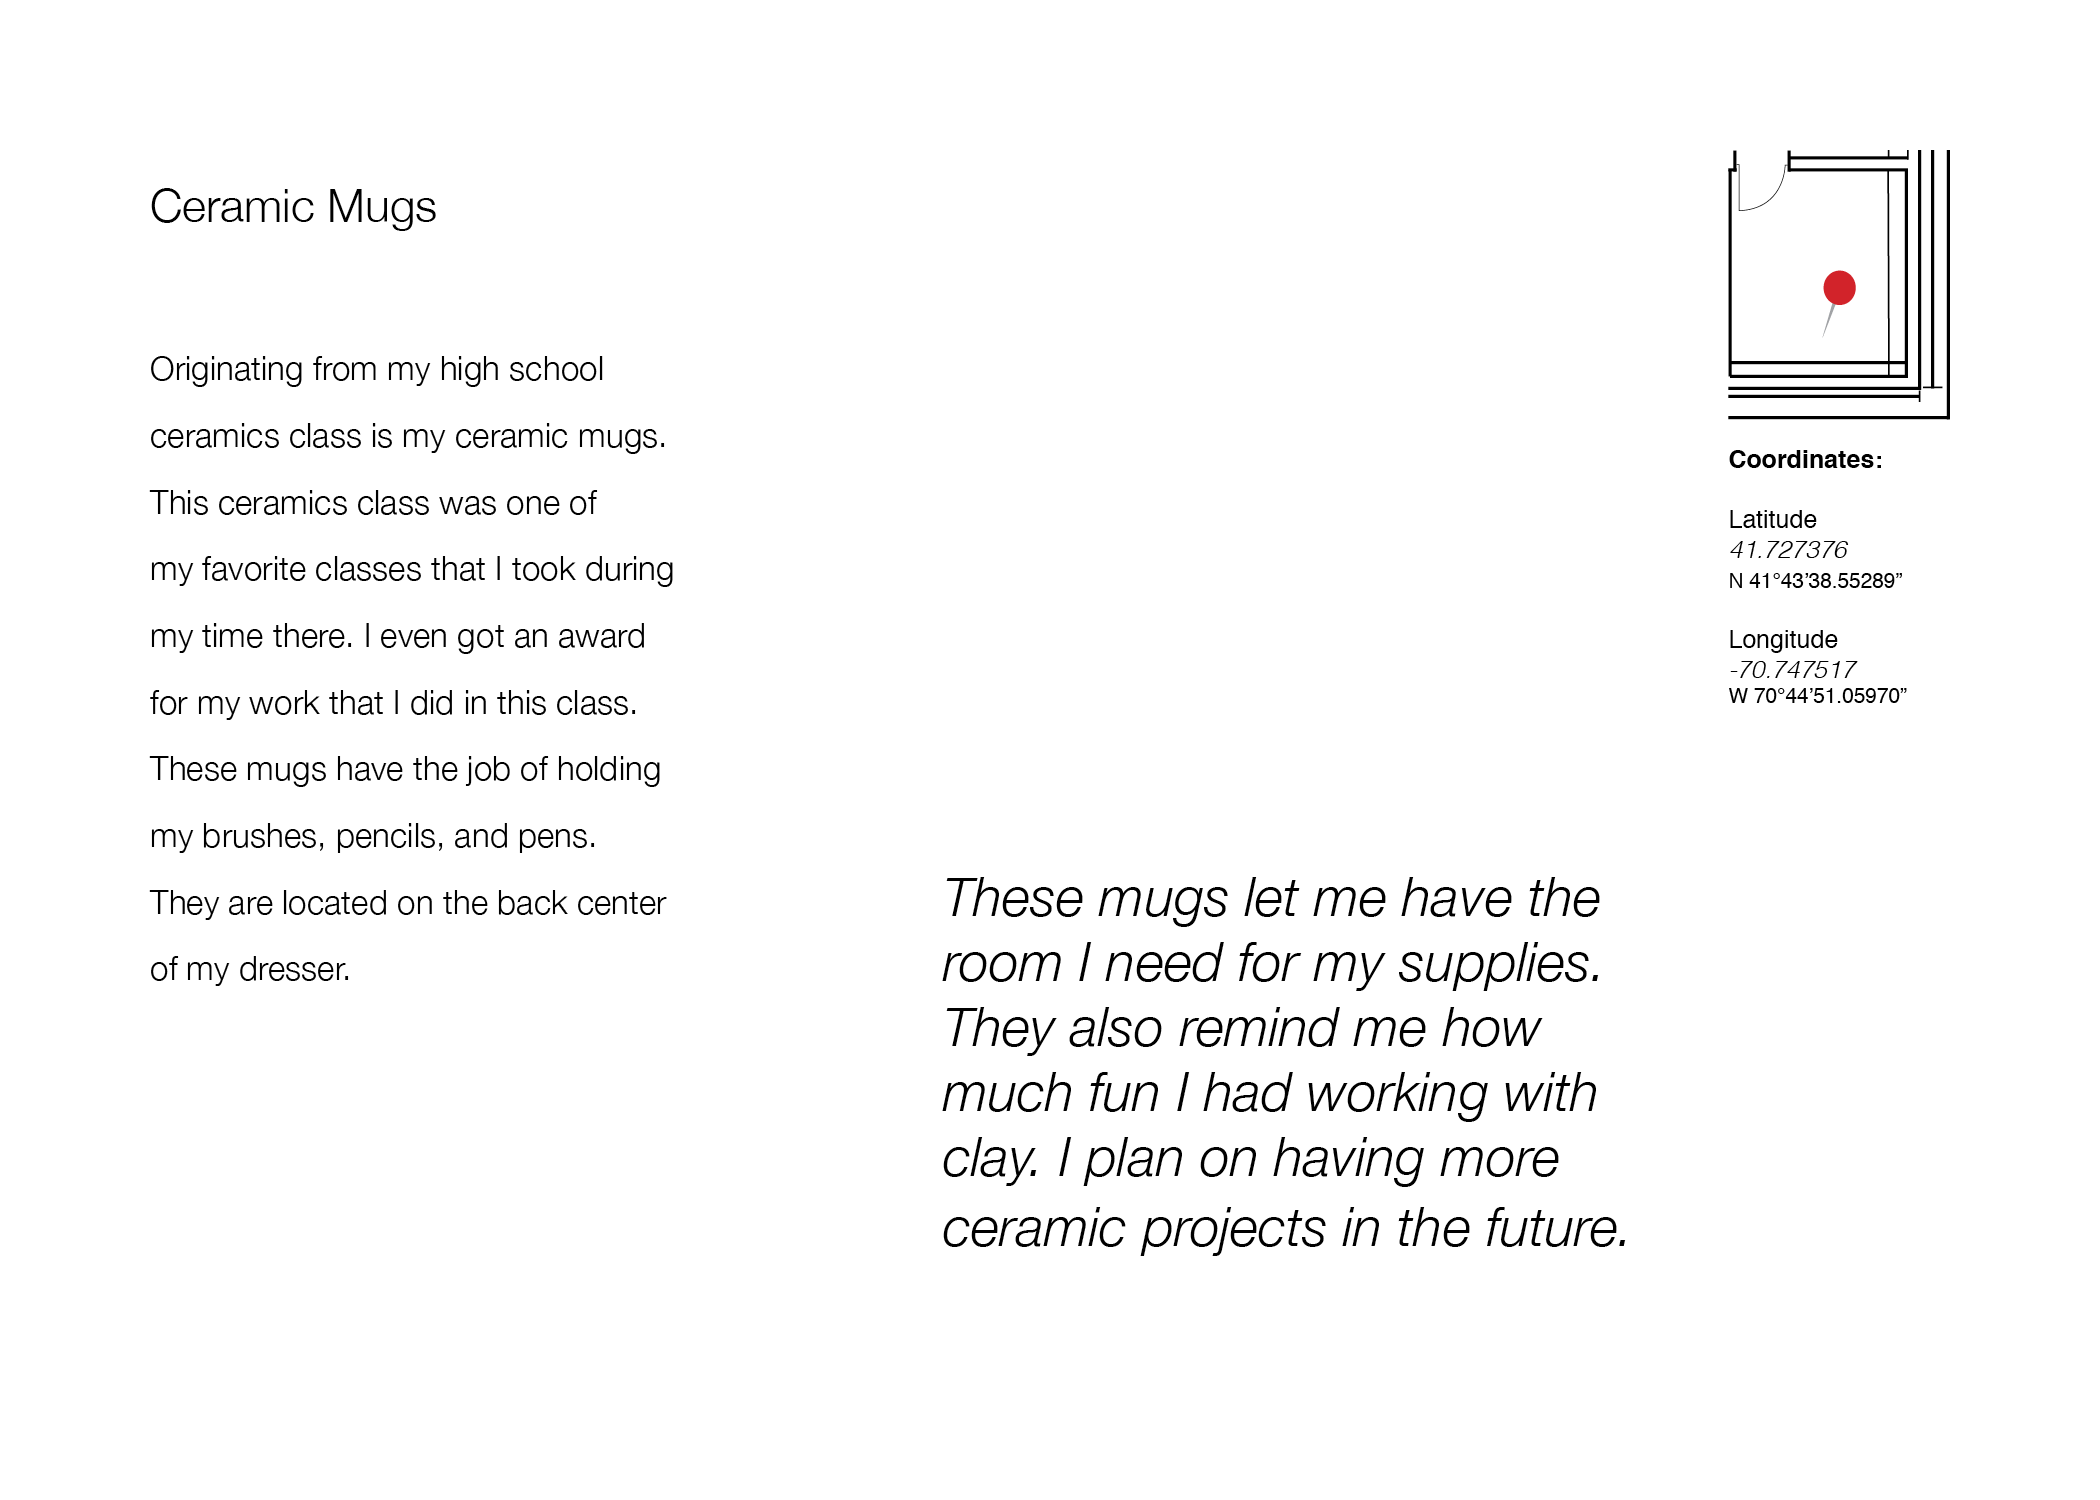 Ceramic Mugs
Originating from my high school
ceramics class is my ceramic mugs.
This ceramics class was one of
my favorite classes that I took during
my time there. I even got an award
for my work that I did in this class.
These mugs have the job of holding
my brushes, pencils, and pens.
They are located on the back center
of my dresser.
These mugs let me have the
room I need for my supplies.
They also remind me how
much fun I had working with
clay. I plan on having more
ceramic projects in the future.
Coordinates:
Latitude
41.727376
N 41°43’38.55289”
Longitude
-70.747517
W 70°44’51.05970”